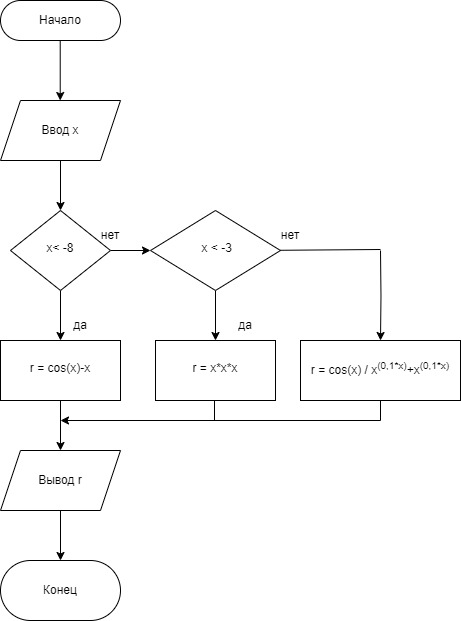 Начало
Ввод x
x< -8
нет
x < -3
нет
да
да
r = cos(x)-x
r = x*x*x
r = cos(x) / x^(0,1*x)+x^(0,1*x)
Вывод r
Конец